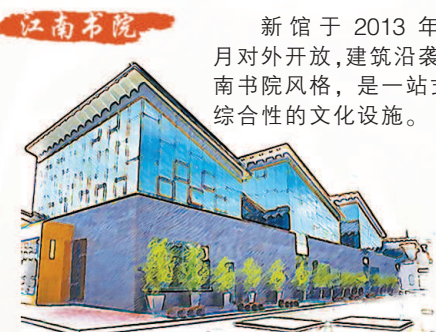 江南书院
新馆于 2013 年
月对外开放，建筑沿袭
南书院风格，是一站
综合性的文化设施。